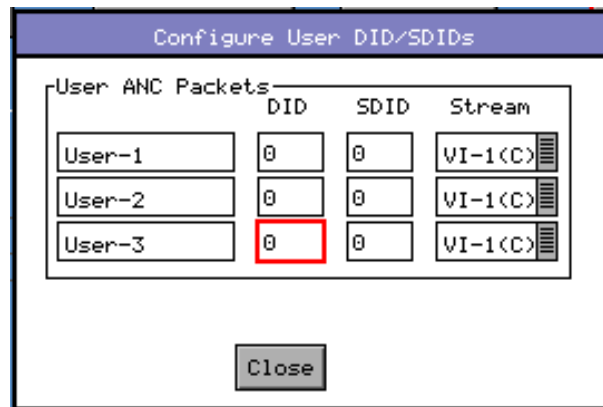 Configure User DID/SDIDs
User ANC Packets
DID SDID Stream
User-1 0 0 VI-1(C)
User-2 0 0 VI-1(C)
User-3 0 0 VI-1(C)
Close